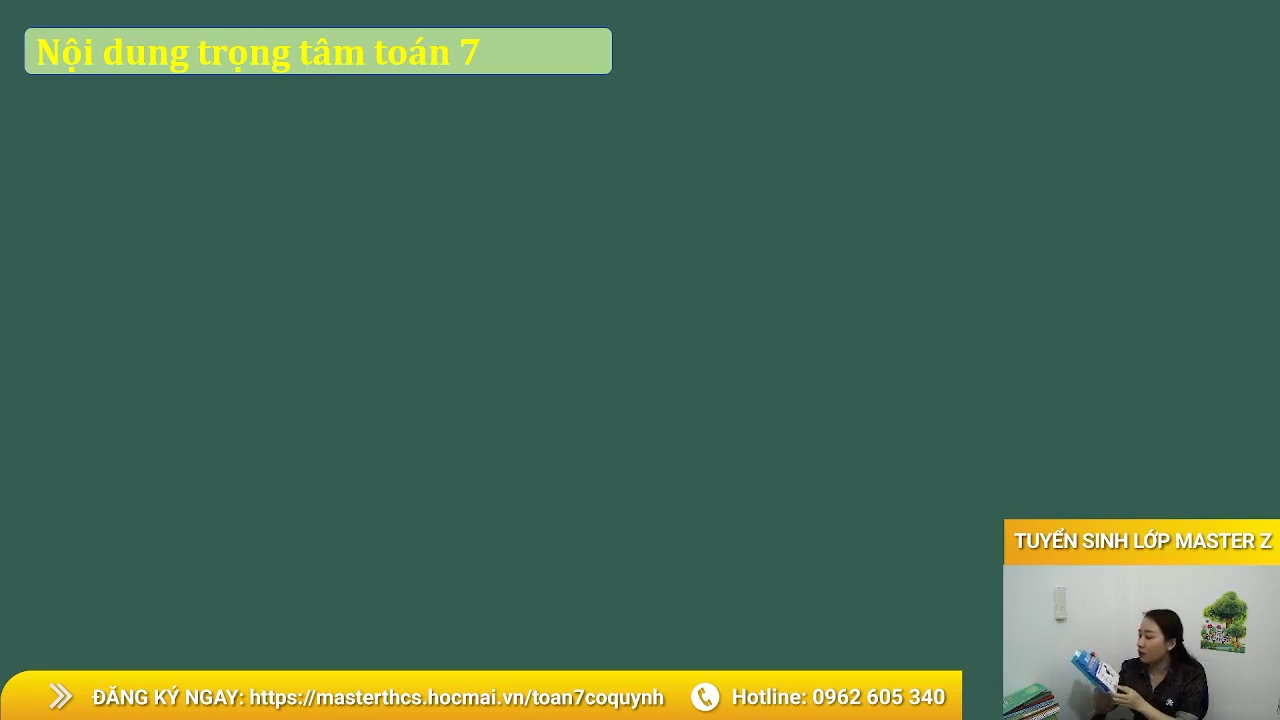 Nội dung trọng tâm toán 7
TUYỂN SINH LỚP MASTER Z
ĐĂNG KÝ NGAY: https://masterthcs.hocmai.vn/toan7coquynh
Hotline: 0962 605 340